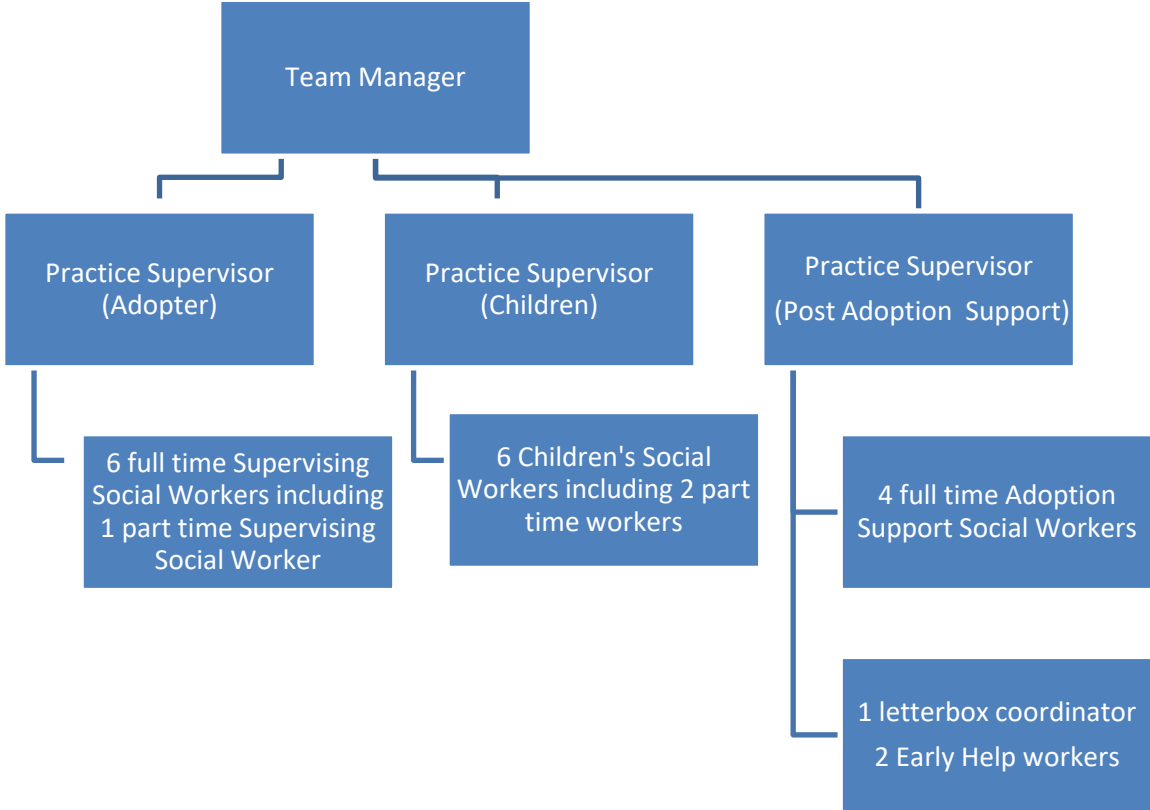 Team Manager
Practice Supervisor
(Adopter)
Practice Supervisor
(Children)
Practice Supervisor
(Post Adoption  Support)
6 full time Supervising
Social Workers including
1 part time Supervising
Social Worker
6 Children's Social
Workers including 2 part
time workers
4 full time Adoption
Support Social Workers
1 letterbox coordinator
2 Early Help workers